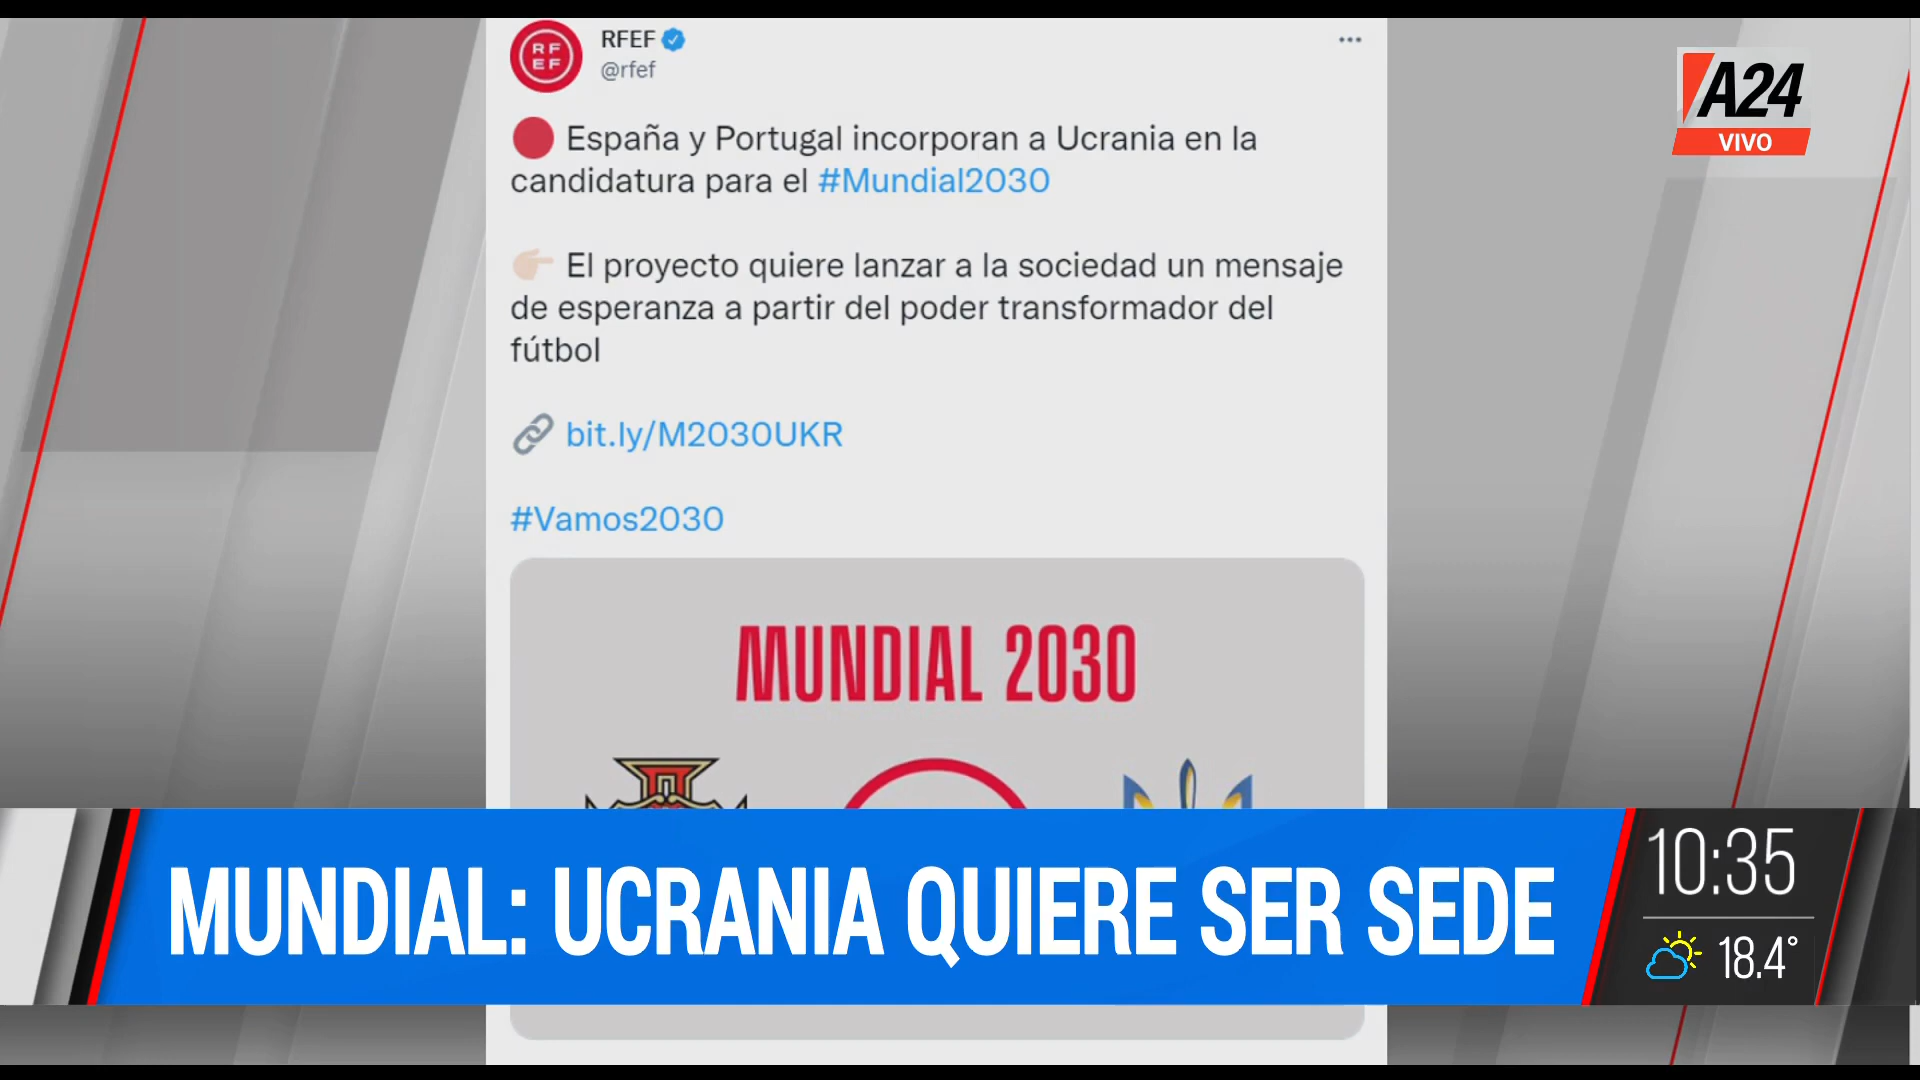 RF
EF
RFEF
@rfef
España y Portugal incorporan a Ucrania en la
candidatura para el #Mundial2030
El proyecto quiere lanzar a la sociedad un mensaje
de esperanza a partir del poder transformador del
fútbol
bit.ly/M2030UKR
#Vamos2030
MUNDIAL 2030
A24
VIVO
MUNDIAL: UCRANIA QUIERE SER SEDE
10:35
18.4°